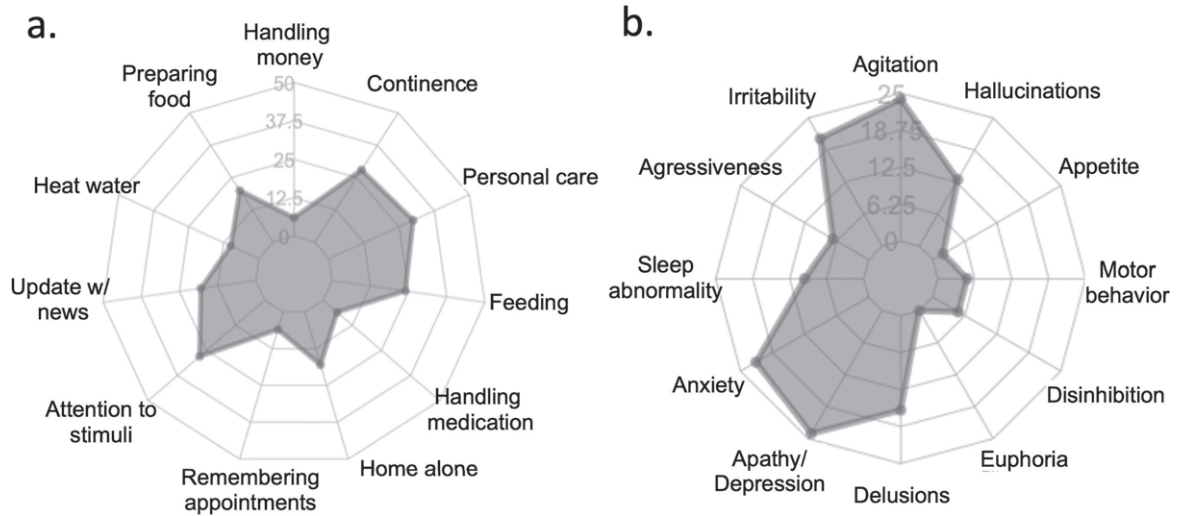 a.
Handling
money
Continence
Personal care
Feeding
Handling
medication
Home alone
Remembering
appointments
Attention to
stimuli
Update w/
news
Heat water
Preparing
food
50
37.5
25
12.5
0
b.
Agitation
Hallucinations
Appetite
Motor
behavior
Disinhibition
Euphoria
Delusions
Apathy/
Depression
Anxiety
Sleep
abnormality
Agressiveness
Irritability
25
18.75
12.5
6.25
0